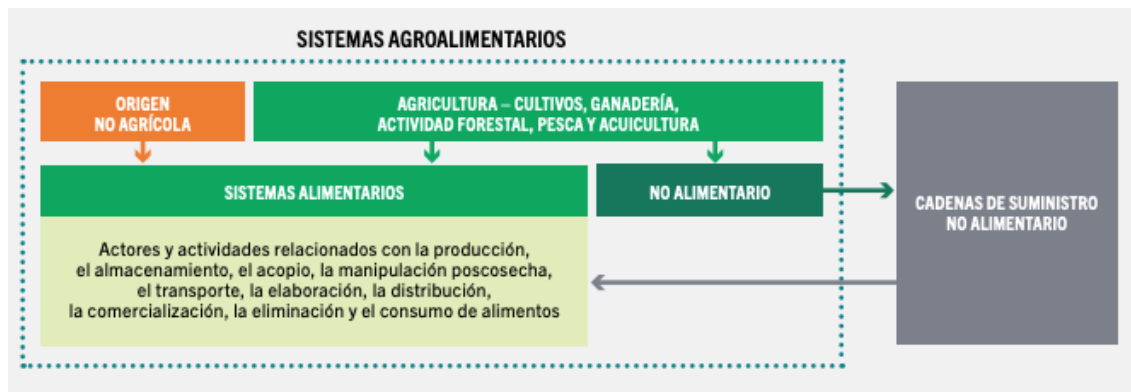 SISTEMAS AGROALIMENTARIOS
ORIGEN
NO AGRÍCOLA
AGRICULTURA – CULTIVOS, GANADERÍA,
ACTIVIDAD FORESTAL, PESCA Y ACUICULTURA
SISTEMAS ALIMENTARIOS
NO ALIMENTARIO
CADENAS DE SUMINISTRO
NO ALIMENTARIO
Actores y actividades relacionados con la producción,
el almacenamiento, el acopio, la manipulación poscosecha,
el transporte, la elaboración, la distribución,
la comercialización, la eliminación y el consumo de alimentos